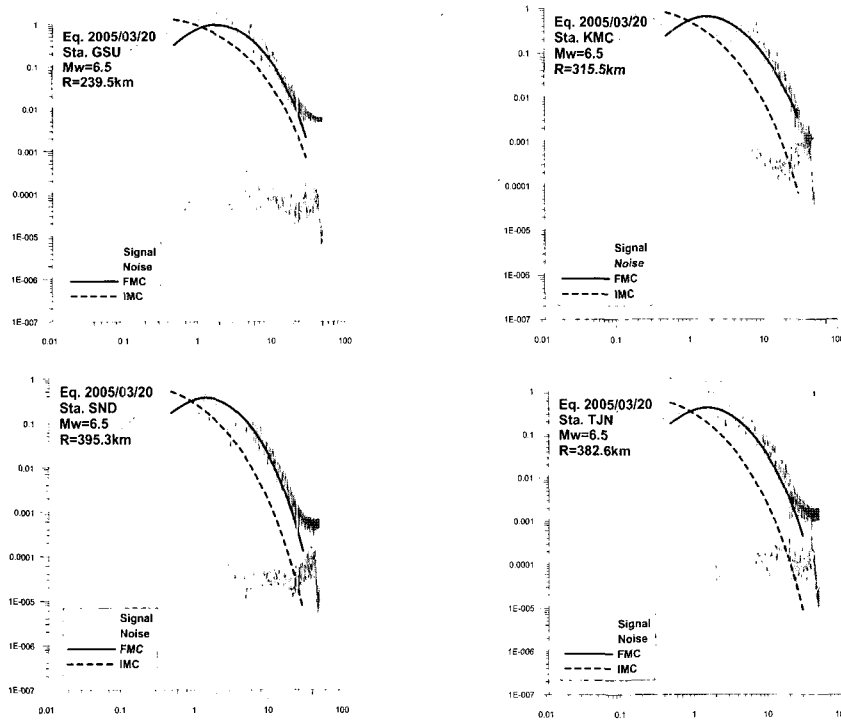 10
1
0.1
0.01
0.001
0.0001
1E-005
1E-006
1E-007
Eq. 2005/03/20
Sta. GSU
Mw=6.5
R=239.5km
Signal
Noise
FMC
IMC
0.01 0.1 1 10 100
1
0.1
0.01
0.001
0.0001
1E-005
1E-006
1E-007
Eq. 2005/03/20
Sta. KMC
Mw=6.5
R=315.5km
Signal
Noise
FMC
IMC
0.01 0.1 1 10 100
1
0.1
0.01
0.001
0.0001
1E-005
1E-006
1E-007
Eq. 2005/03/20
Sta. SND
Mw=6.5
R=395.3km
Signal
Noise
FMC
IMC
0.01 0.1 1 10 100
1
0.1
0.01
0.001
0.0001
1E-005
1E-006
1E-007
Eq. 2005/03/20
Sta. TJN
Mw=6.5
R=382.6km
Signal
Noise
FMC
IMC
0.01 0.1 1 10 100